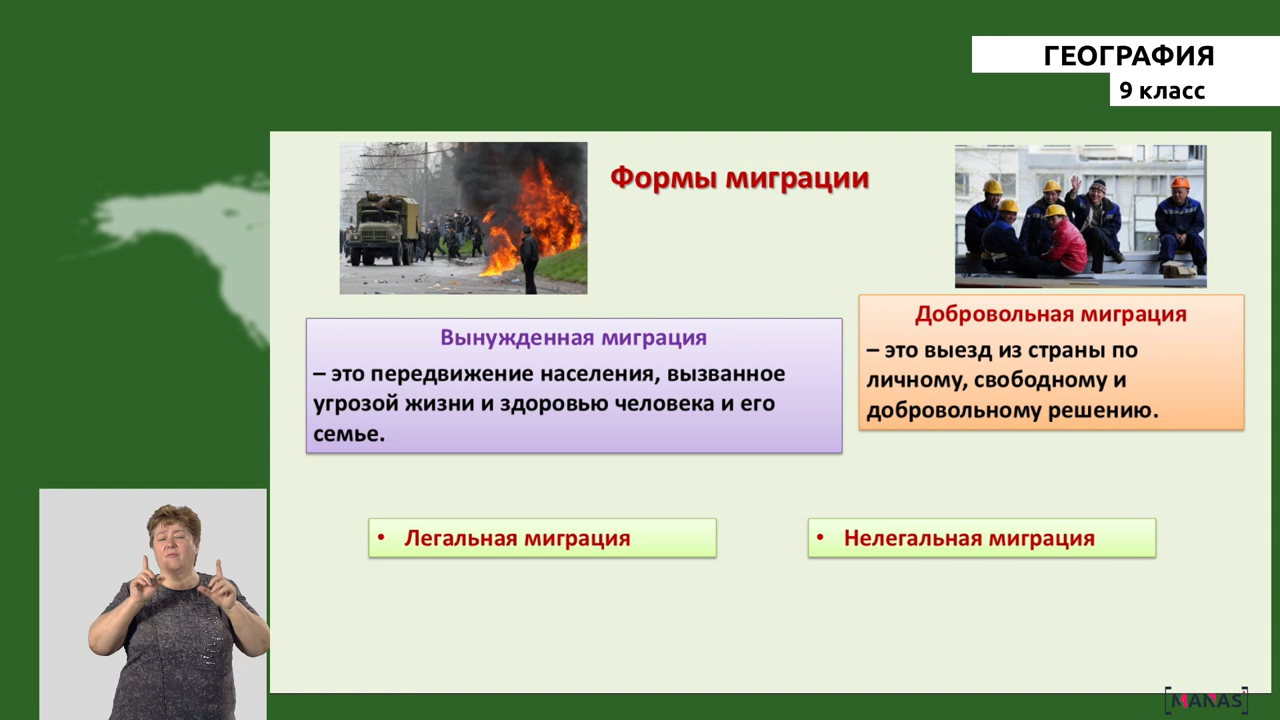 ГЕОГРАФИЯ
9 класс
Формы миграции
Вынужденная миграция
– это передвижение населения, вызванное
угрозой жизни и здоровью человека и его
семье.
Добровольная миграция
– это выезд из страны по
личному, свободному и
добровольному решению.
• Легальная миграция
• Нелегальная миграция
[MANAS]